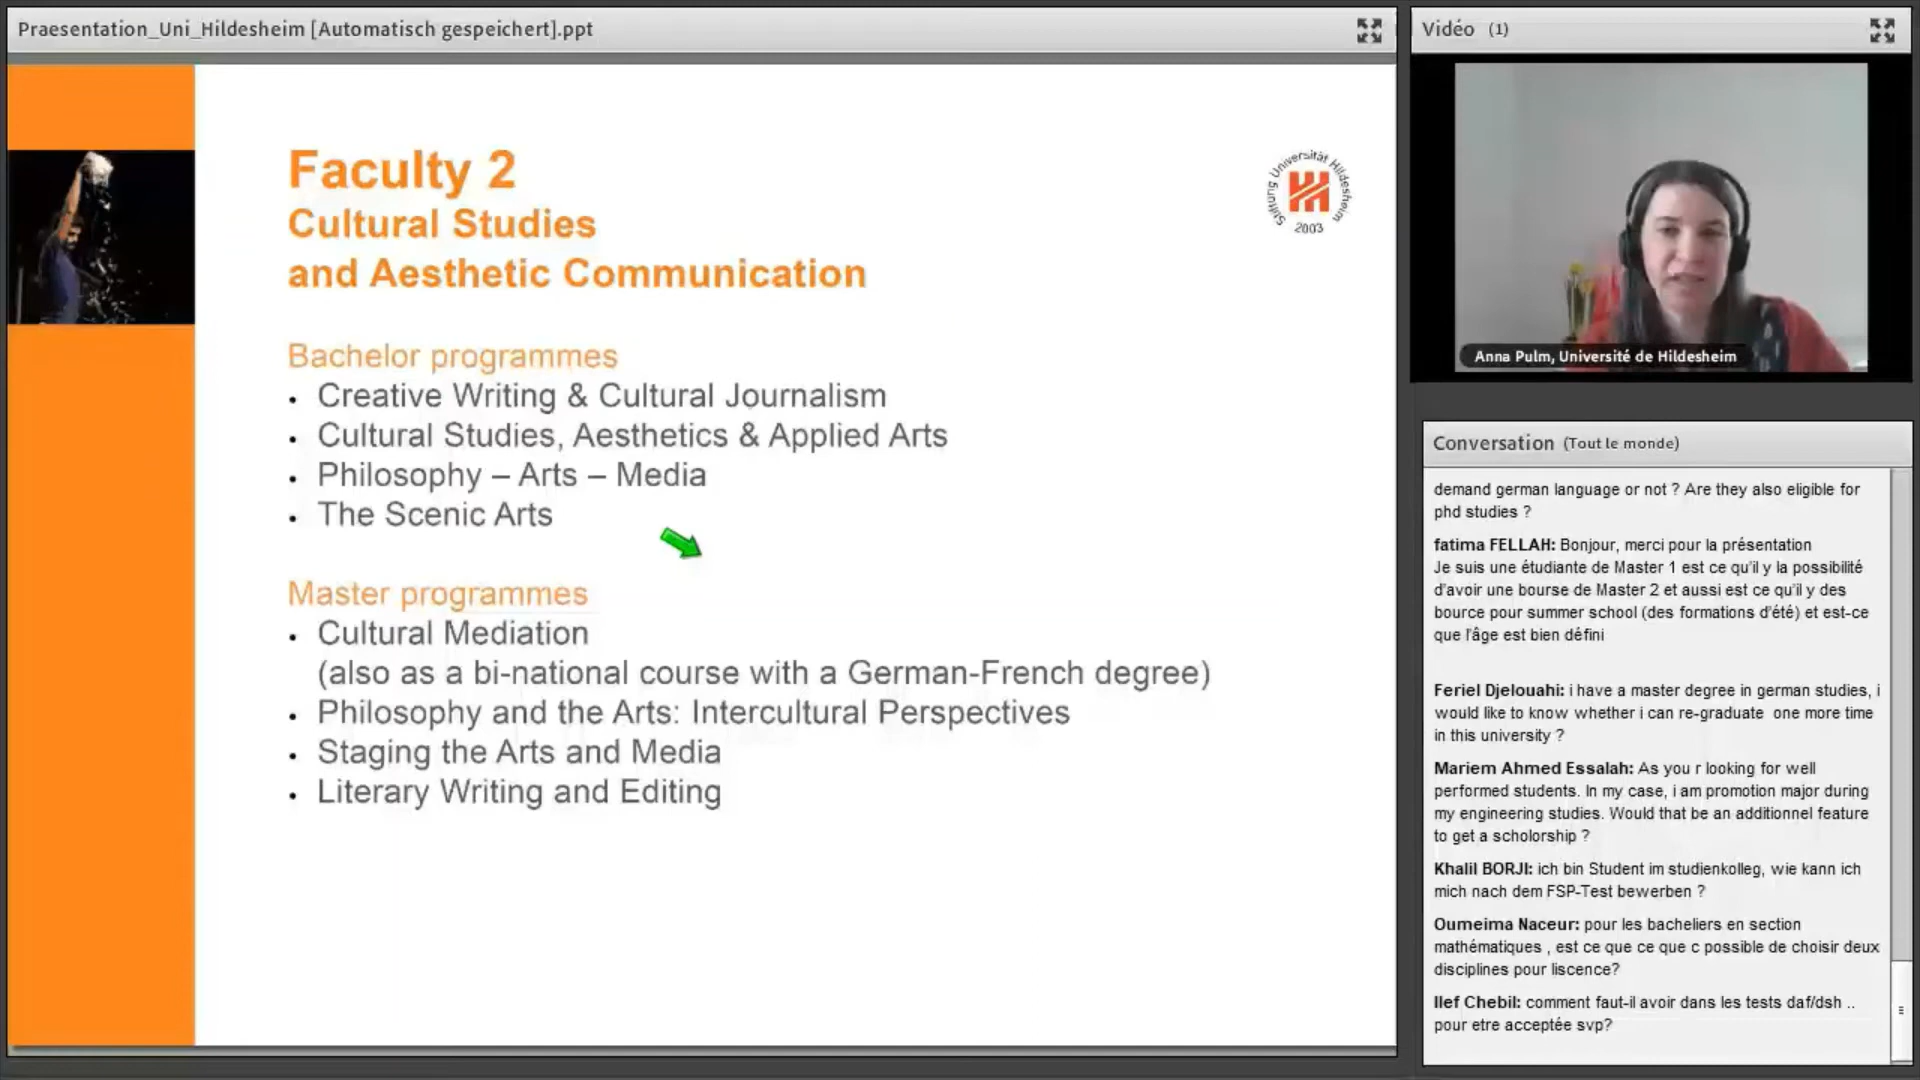 Praesentation_Uni_Hildesheim [Automatisch gespeichert].ppt
Faculty 2
Cultural Studies
and Aesthetic Communication
Stiftung Universität Hildesheim
2003
Bachelor programmes
• Creative Writing & Cultural Journalism
• Cultural Studies, Aesthetics & Applied Arts
• Philosophy – Arts – Media
• The Scenic Arts
Master programmes
• Cultural Mediation
(also as a bi-national course with a German-French degree)
• Philosophy and the Arts: Intercultural Perspectives
• Staging the Arts and Media
• Literary Writing and Editing
Vidéo (1)
Anna Pulm, Université de Hildesheim
Conversation (Tout le monde)
demand german language or not ? Are they also eligible for
phd studies ?
fatima FELLAH: Bonjour, merci pour la présentation
Je suis une étudiante de Master 1 est ce qu'il y la possibilité
d'avoir une bourse de Master 2 et aussi est ce qu'il y des
bource pour summer school (des formations d'été) et est-ce
que l'âge est bien défini
Feriel Djelouahi: i have a master degree in german studies, i
would like to know whether i can re-graduate one more time
in this university ?
Mariem Ahmed Essalah: As you r looking for well
performed students. In my case, i am promotion major during
my engineering studies. Would that be an additionnel feature
to get a scholorship ?
Khalil BORJI: ich bin Student im studienkolleg, wie kann ich
mich nach dem FSP-Test bewerben ?
Oumeima Naceur: pour les bacheliers en section
mathématiques , est ce que ce que c possible de choisir deux
disciplines pour liscence?
Ilef Chebil: comment faut-il avoir dans les tests daf/dsh ..
pour etre acceptée svp?